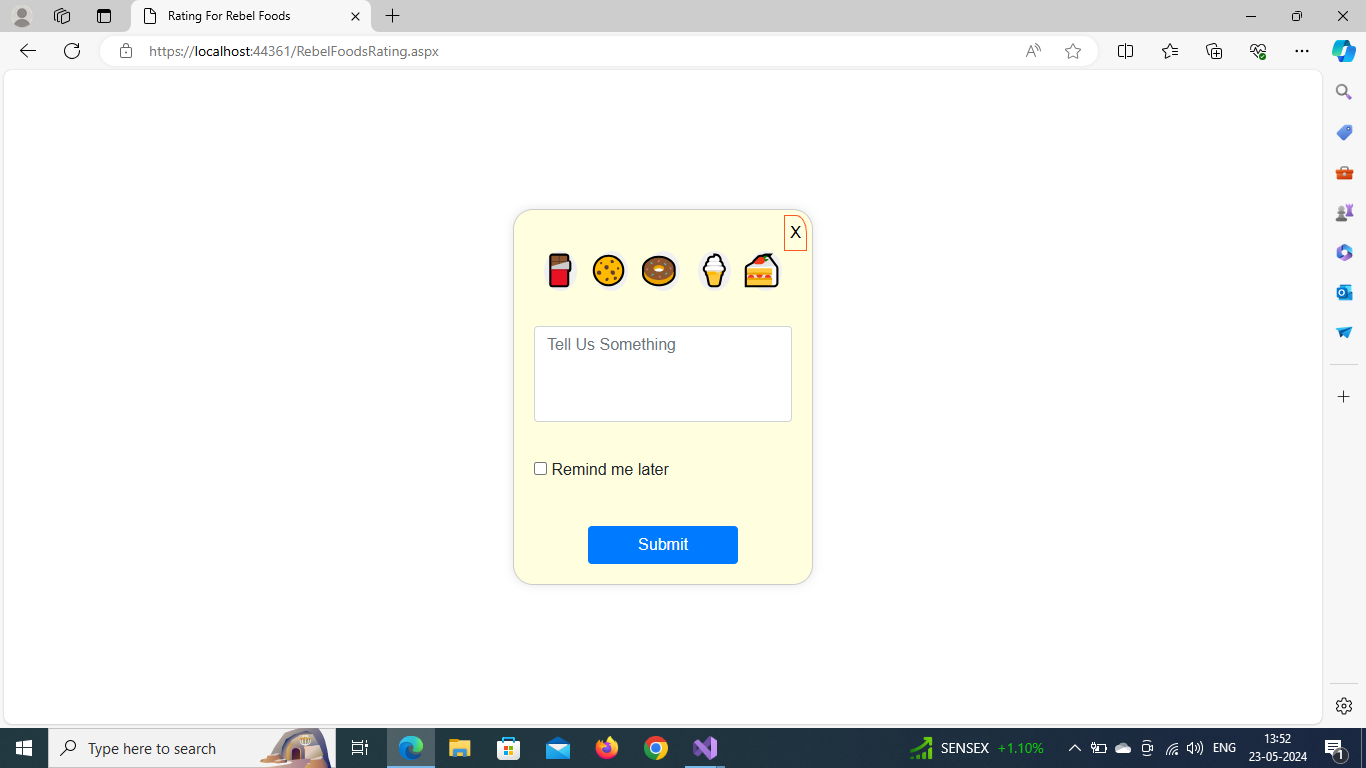 Rating For Rebel Foods
https://localhost:44361/RebelFoodsRating.aspx
X
Tell Us Something
Remind me later
Submit
Type here to search
SENSEX +1.10%
ENG
13:52
23-05-2024
1